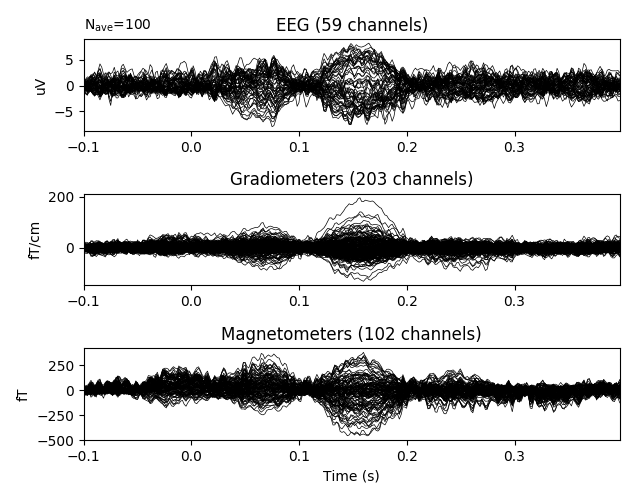 N_ave=100
EEG (59 channels)
uV
5
0
−5
−0.1 0.0 0.1 0.2 0.3
Gradiometers (203 channels)
fT/cm
200
0
−0.1 0.0 0.1 0.2 0.3
Magnetometers (102 channels)
fT
250
0
−250
−500
−0.1 0.0 0.1 0.2 0.3
Time (s)